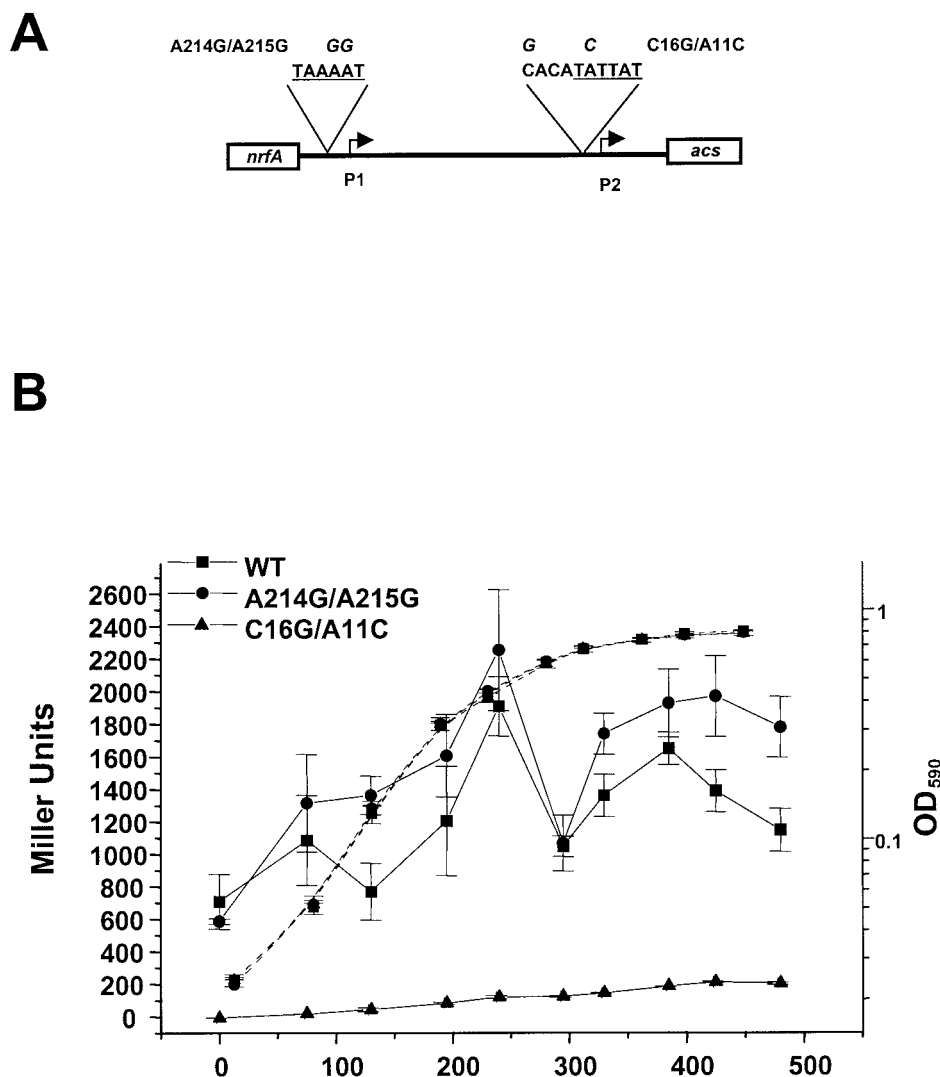 A
A214G/A215G GG G C C16G/A11C
TAAAAT CACATATTAT
nrfA acs
P1 P2
B
WT
A214G/A215G
C16G/A11C
2600
2400
2200
2000
1800
1600
1400
1200
1000
800
600
400
200
0
Miller Units
1
0.1
OD590
0 100 200 300 400 500